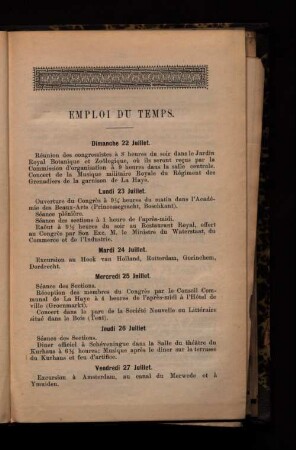 EMPLOI DU TEMPS.
Dimanche 22 Juillet.
Réunion des congressistes à 8 heures du soir dans le Jardin
Royal Botanique et Zoölogique, où ils seront reçus par la
Commission d'organisation à 9 heures dans la salle centrale.
Concert de la Musique militaire Royale du Régiment des
Grenadiers de la garnison de La Haye.
Lundi 23 Juillet.
Ouverture du Congrès à 9½ heures du matin dans l'Acadé-
mie des Beaux-Arts (Prinsessegracht, Boschkant).
Séance plénière.
Séance des sections à 1 heure de l'après-midi.
Raoût à 9½ heures du soir au Restaurant Royal, offert
au Congrès par Son Exc. M. le Ministre du Waterstaat, du
Commerce et de l'Industrie.
Mardi 24 Juillet.
Excursion au Hoek van Holland, Rotterdam, Gorinchem,
Dordrecht.
Mercredi 25 Juillet.
Séance des Sections.
Réception des membres du Congrès par le Conseil Com-
munal de La Haye à 4 heures de l'après-midi à l'Hôtel de
ville (Groenmarkt).
Concert dans le parc de la Société Nouvelle ou Littéraire
située dans le Bois (Tent).
Jeudi 26 Juillet
Séance des Sections.
Dîner officiel à Schéveningue dans la Salle du théâtre du
Kurhaus à 6½ heures; Musique après le dîner sur la terrasse
du Kurhaus et feu d'artifice.
Vendredi 27 Juillet.
Excursion à Amsterdam, au canal du Merwede et à
Ymuiden.